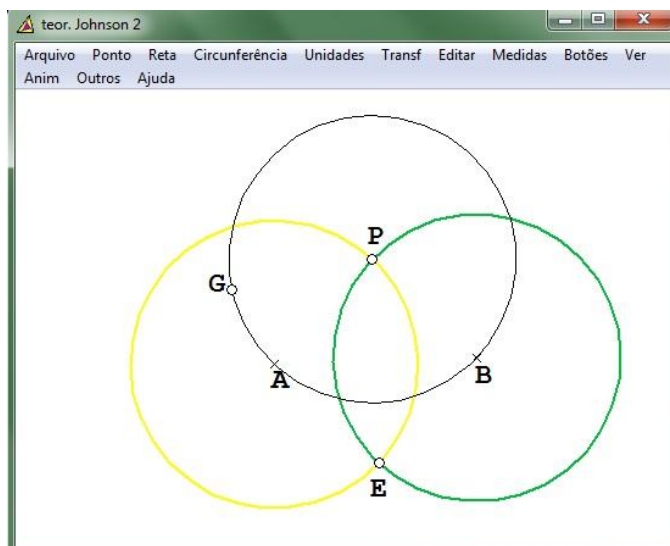 teor. Johnson 2
Arquivo Ponto Reta Circunferência Unidades Transf Editar Medidas Botões Ver
Anim Outros Ajuda
P
G
A
B
E